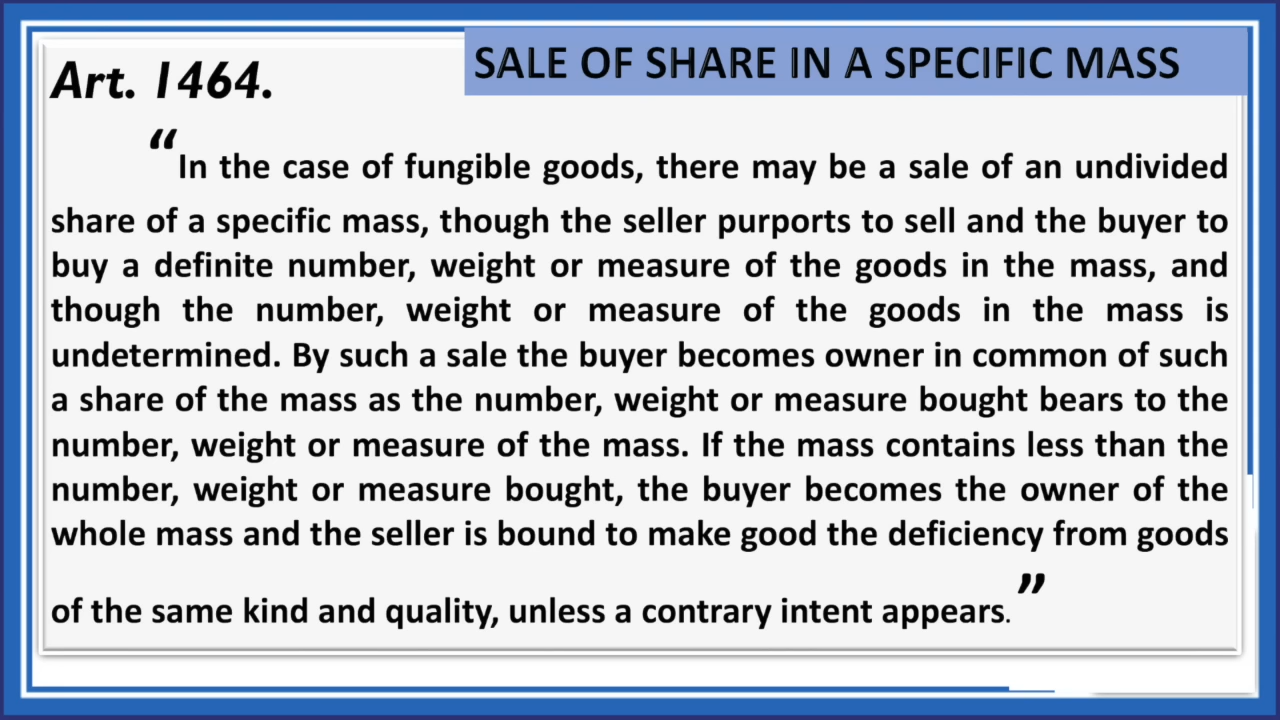 SALE OF SHARE IN A SPECIFIC MASS
Art. 1464.
“In the case of fungible goods, there may be a sale of an undivided
share of a specific mass, though the seller purports to sell and the buyer to
buy a definite number, weight or measure of the goods in the mass, and
though the number, weight or measure of the goods in the mass is
undetermined. By such a sale the buyer becomes owner in common of such
a share of the mass as the number, weight or measure bought bears to the
number, weight or measure of the mass. If the mass contains less than the
number, weight or measure bought, the buyer becomes the owner of the
whole mass and the seller is bound to make good the deficiency from goods
of the same kind and quality, unless a contrary intent appears.”